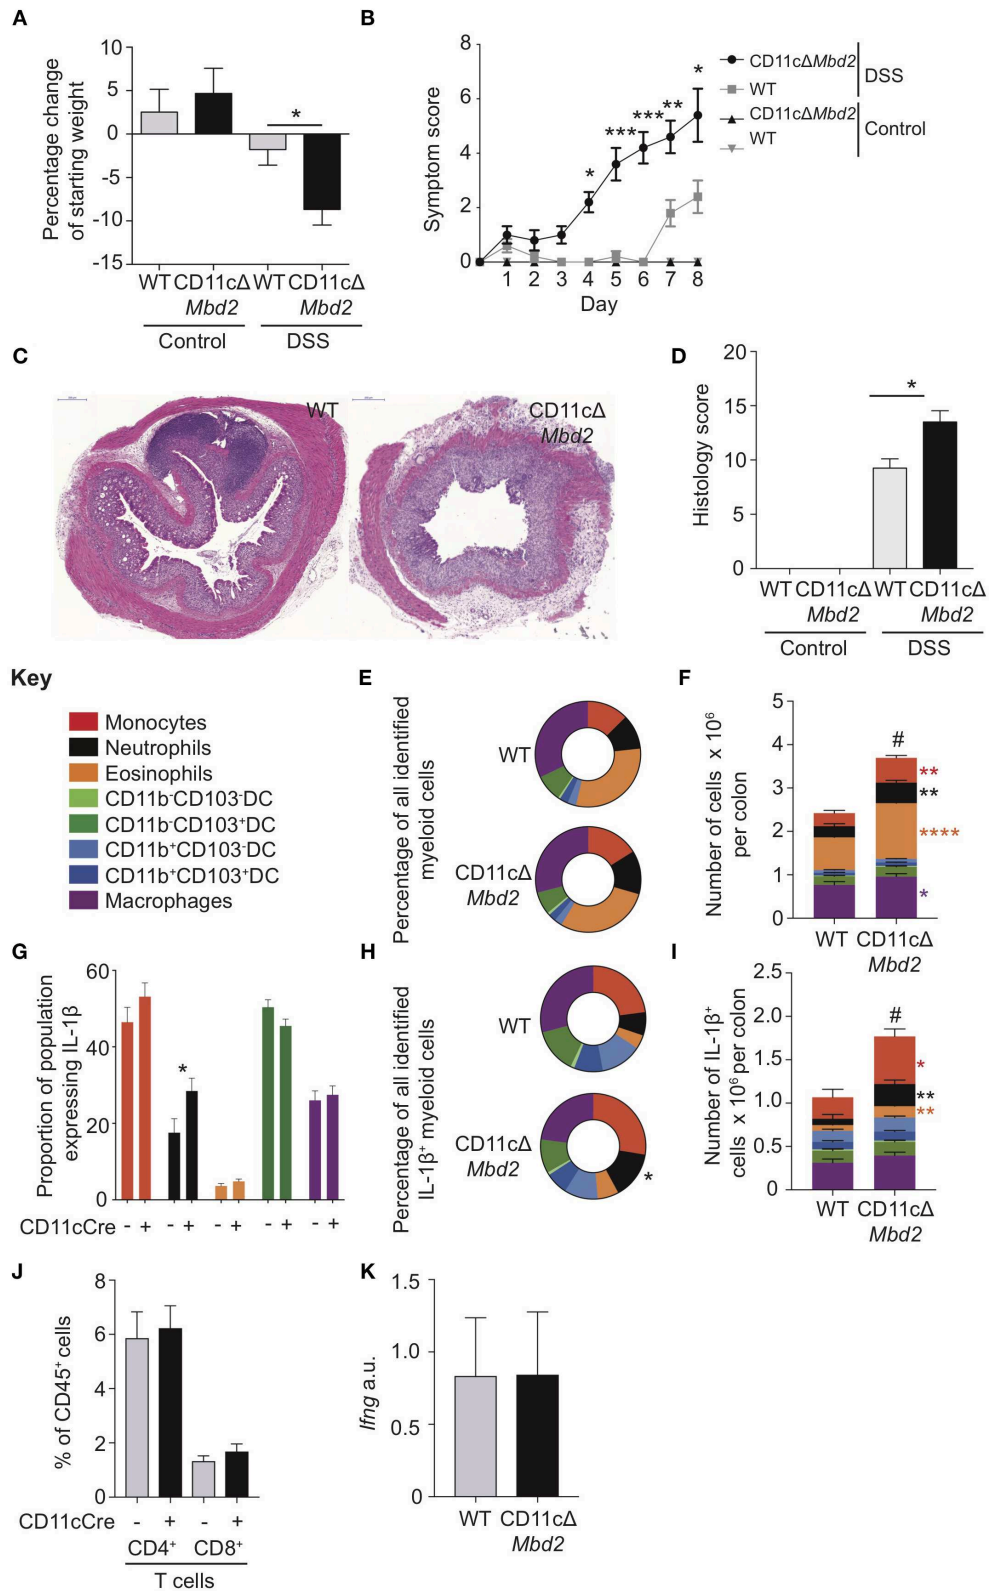 A
Percentage change
of starting weight
10
5
0
-5
-10
-15
WT CD11cΔ WT CD11cΔ
Mbd2 Mbd2
Control DSS
B
Symptom score
8
6
4
2
0
* *** *** ** *
1 2 3 4 5 6 7 8
Day
CD11cΔMbd2
WT
DSS
CD11cΔMbd2
WT
Control
C
WT
CD11cΔ
Mbd2
D
Histology score
20
15
10
5
0
*
WT CD11cΔ WT CD11cΔ
Mbd2 Mbd2
Control DSS
Key
Monocytes
Neutrophils
Eosinophils
CD11b⁻CD103⁻DC
CD11b⁻CD103⁺DC
CD11b⁺CD103⁻DC
CD11b⁺CD103⁺DC
Macrophages
E
Percentage of all identified
myeloid cells
WT
CD11cΔ
Mbd2
F
Number of cells x 10⁶
per colon
5
4
3
2
1
0
#
**
**
****
*
WT CD11cΔ
Mbd2
G
Proportion of population
expressing IL-1β
60
40
20
0
*
CD11cCre - + - + - + - + - +
H
Percentage of all identified
IL-1β⁺ myeloid cells
WT
CD11cΔ
Mbd2
*
I
Number of IL-1β⁺
cells x 10⁶ per colon
2.5
2.0
1.5
1.0
0.5
0
#
*
**
**
WT CD11cΔ
Mbd2
J
% of CD45⁺ cells
8
6
4
2
0
CD11cCre - + - +
CD4⁺ CD8⁺
T cells
K
Ifng a.u.
1.5
1.0
0.5
0
WT CD11cΔ
Mbd2